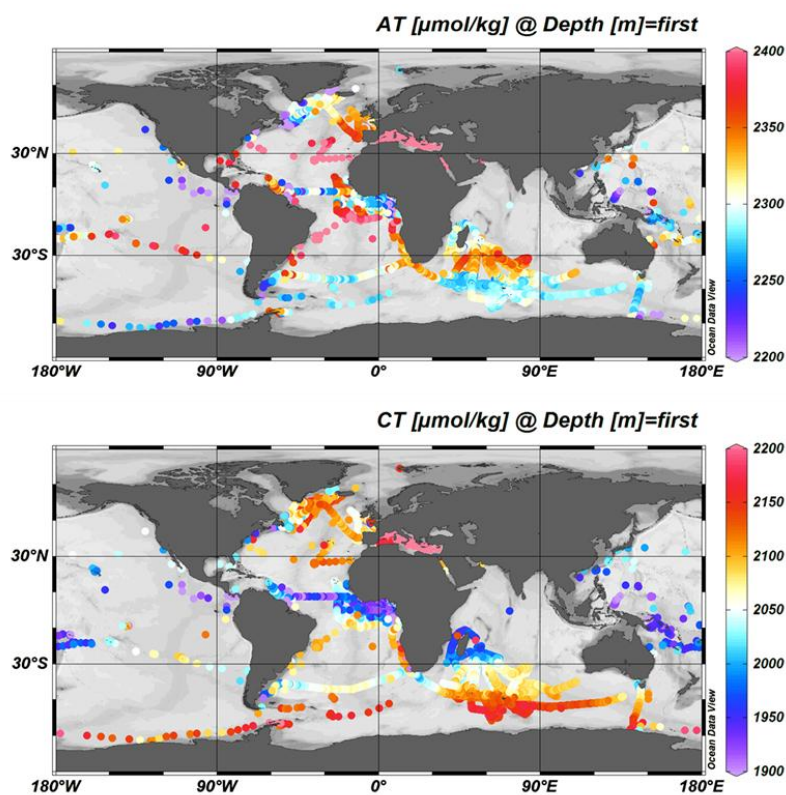 AT [µmol/kg] @ Depth [m]=first
2400
2350
30°N
2300
30°S
2250
Ocean Data View
2200
180°W 90°W 0° 90°E 180°E
CT [µmol/kg] @ Depth [m]=first
2200
2150
30°N
2100
2050
30°S
2000
1950
Ocean Data View
1900
180°W 90°W 0° 90°E 180°E